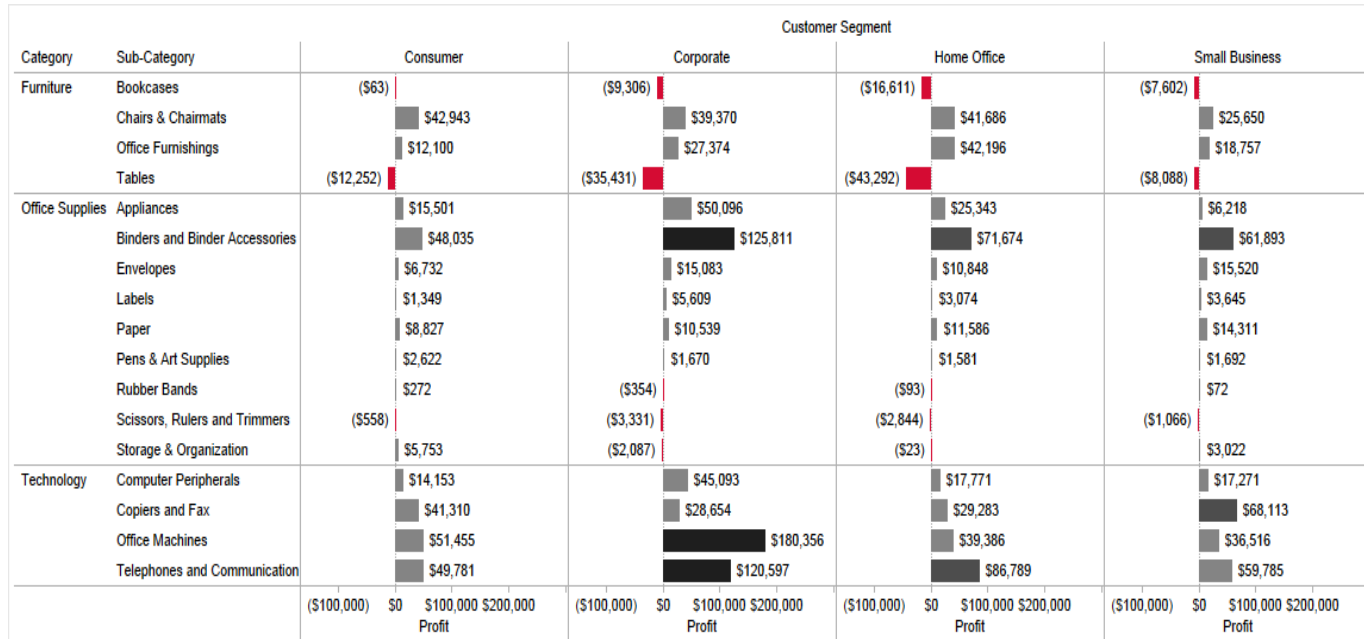 Customer Segment
Category Sub-Category Consumer Corporate Home Office Small Business
Furniture Bookcases ($63) ($9,306) ($16,611) ($7,602)
Chairs & Chairmats $42,943 $39,370 $41,686 $25,650
Office Furnishings $12,100 $27,374 $42,196 $18,757
Tables ($12,252) ($35,431) ($43,292) ($8,088)
Office Supplies Appliances $15,501 $50,096 $25,343 $6,218
Binders and Binder Accessories $48,035 $125,811 $71,674 $61,893
Envelopes $6,732 $15,083 $10,848 $15,520
Labels $1,349 $5,609 $3,074 $3,645
Paper $8,827 $10,539 $11,586 $14,311
Pens & Art Supplies $2,622 $1,670 $1,581 $1,692
Rubber Bands $272 ($354) ($93) $72
Scissors, Rulers and Trimmers ($558) ($3,331) ($2,844) ($1,066)
Storage & Organization $5,753 ($2,087) ($23) $3,022
Technology Computer Peripherals $14,153 $45,093 $17,771 $17,271
Copiers and Fax $41,310 $28,654 $29,283 $68,113
Office Machines $51,455 $180,356 $39,386 $36,516
Telephones and Communication $49,781 $120,597 $86,789 $59,785
($100,000) $0 $100,000 $200,000 ($100,000) $0 $100,000 $200,000 ($100,000) $0 $100,000 $200,000 ($100,000) $0 $100,000 $200,000
Profit Profit Profit Profit